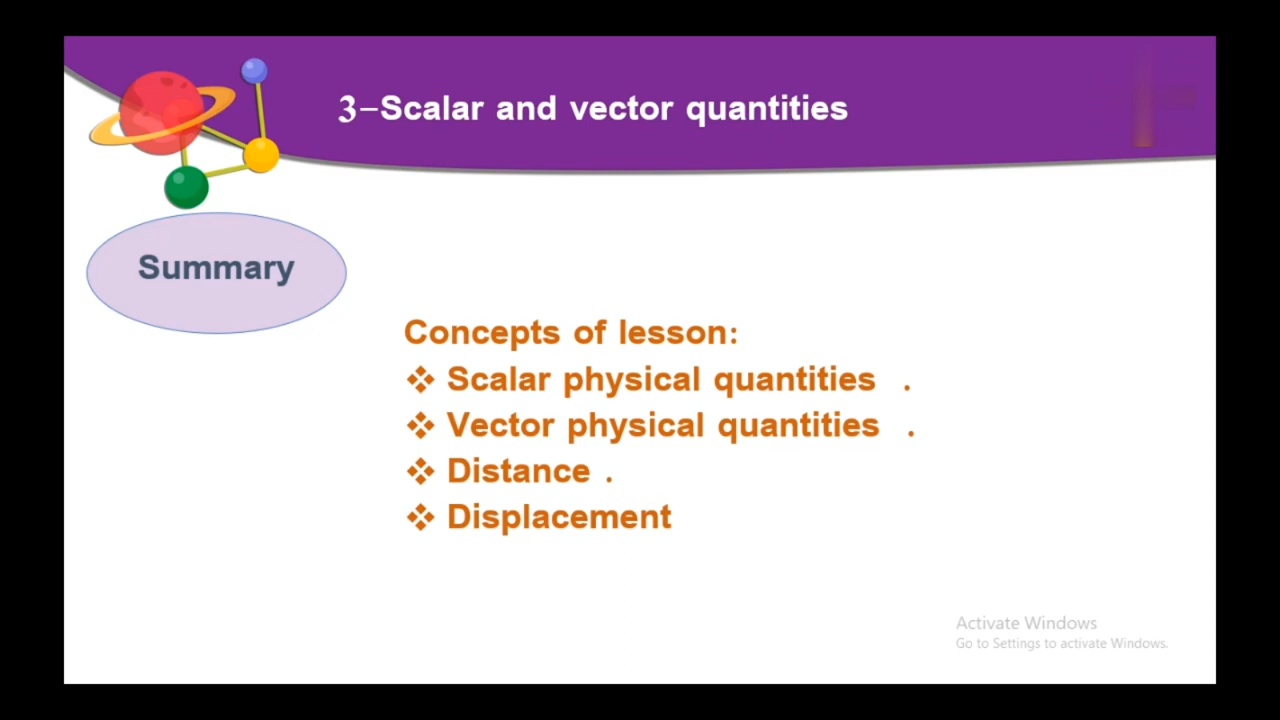 3-Scalar and vector quantities
Summary
Concepts of lesson:
❖ Scalar physical quantities .
❖ Vector physical quantities .
❖ Distance .
❖ Displacement
Activate Windows
Go to Settings to activate Windows.